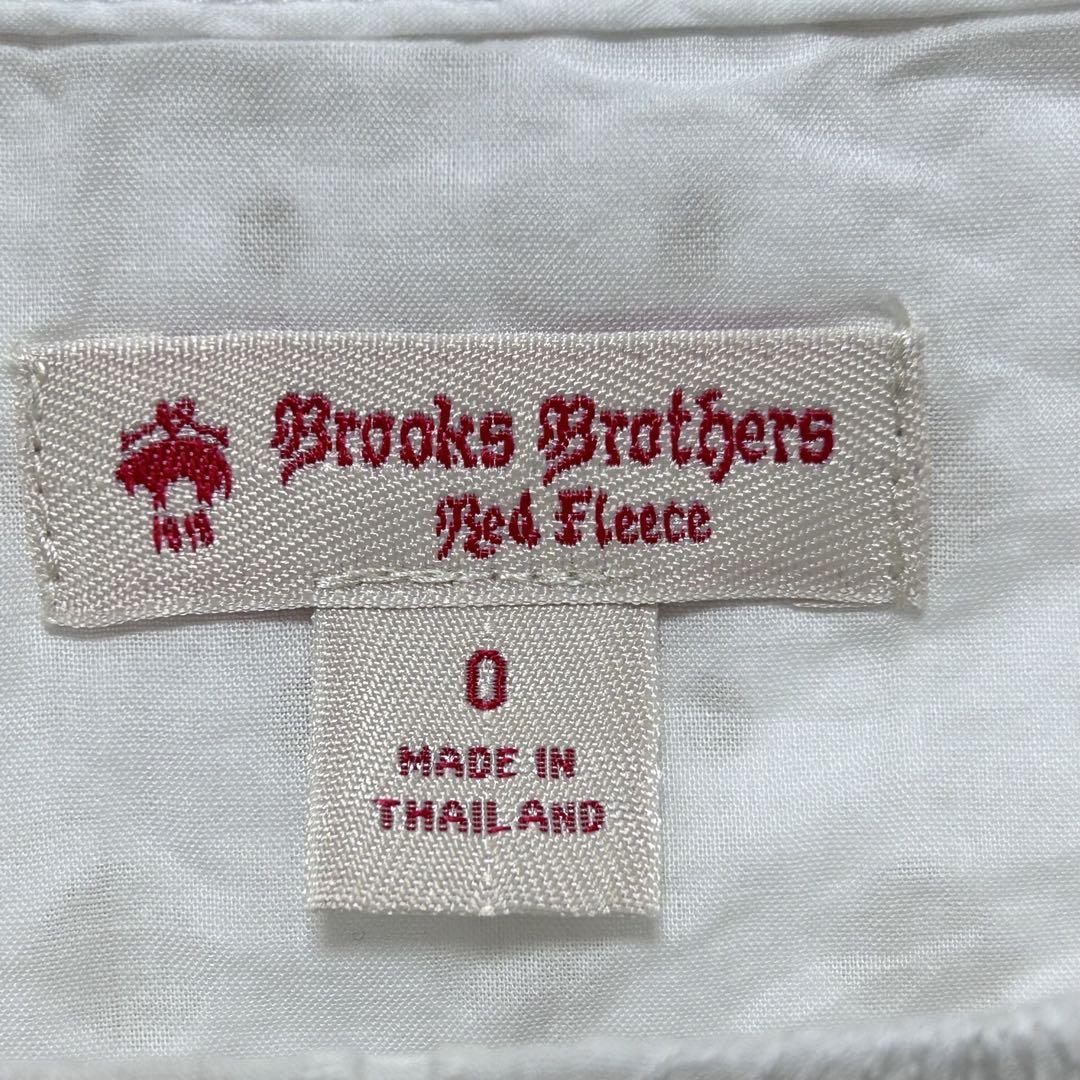 Brooks Brothers
Red Fleece
1818
0
MADE IN
THAILAND